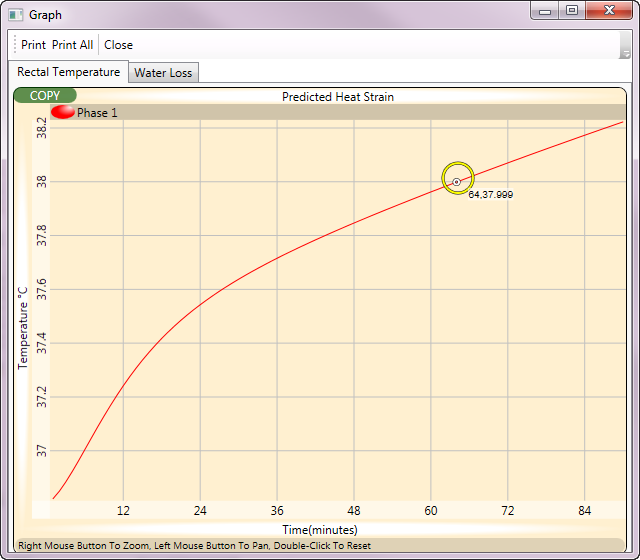 Graph
Print Print All Close
Rectal Temperature Water Loss
COPY Predicted Heat Strain
Phase 1
38.2
38
64,37.999
37.8
37.6
Temperature °C
37.4
37.2
37
12 24 36 48 60 72 84
Time(minutes)
Right Mouse Button To Zoom, Left Mouse Button To Pan, Double-Click To Reset